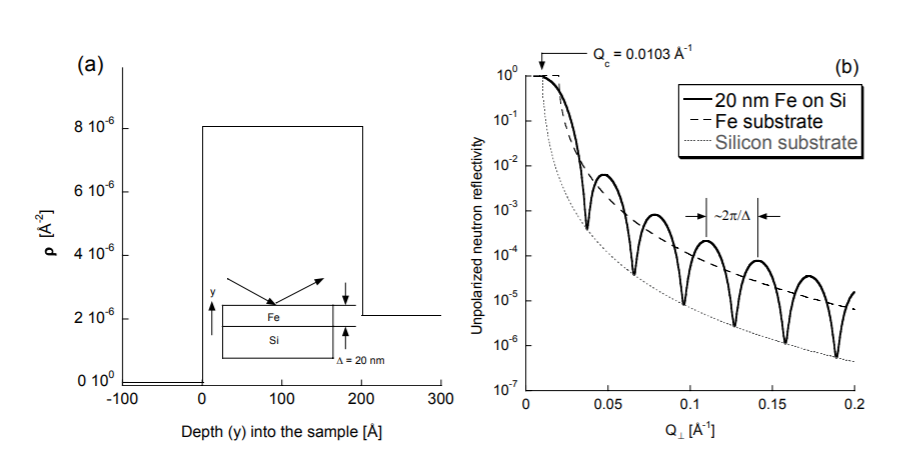 (a)
8 10⁻⁶
6 10⁻⁶
4 10⁻⁶
2 10⁻⁶
0 10⁰
ρ [Å⁻²]
-100
0
100
200
300
Depth (y) into the sample [Å]
y
Fe
Si
Δ = 20 nm
Q_c = 0.0103 Å⁻¹
(b)
10⁰
10⁻¹
10⁻²
10⁻³
10⁻⁴
10⁻⁵
10⁻⁶
10⁻⁷
Unpolarized neutron reflectivity
20 nm Fe on Si
Fe substrate
Silicon substrate
~2π/Δ
0
0.05
0.1
0.15
0.2
Q_⊥ [Å⁻¹]